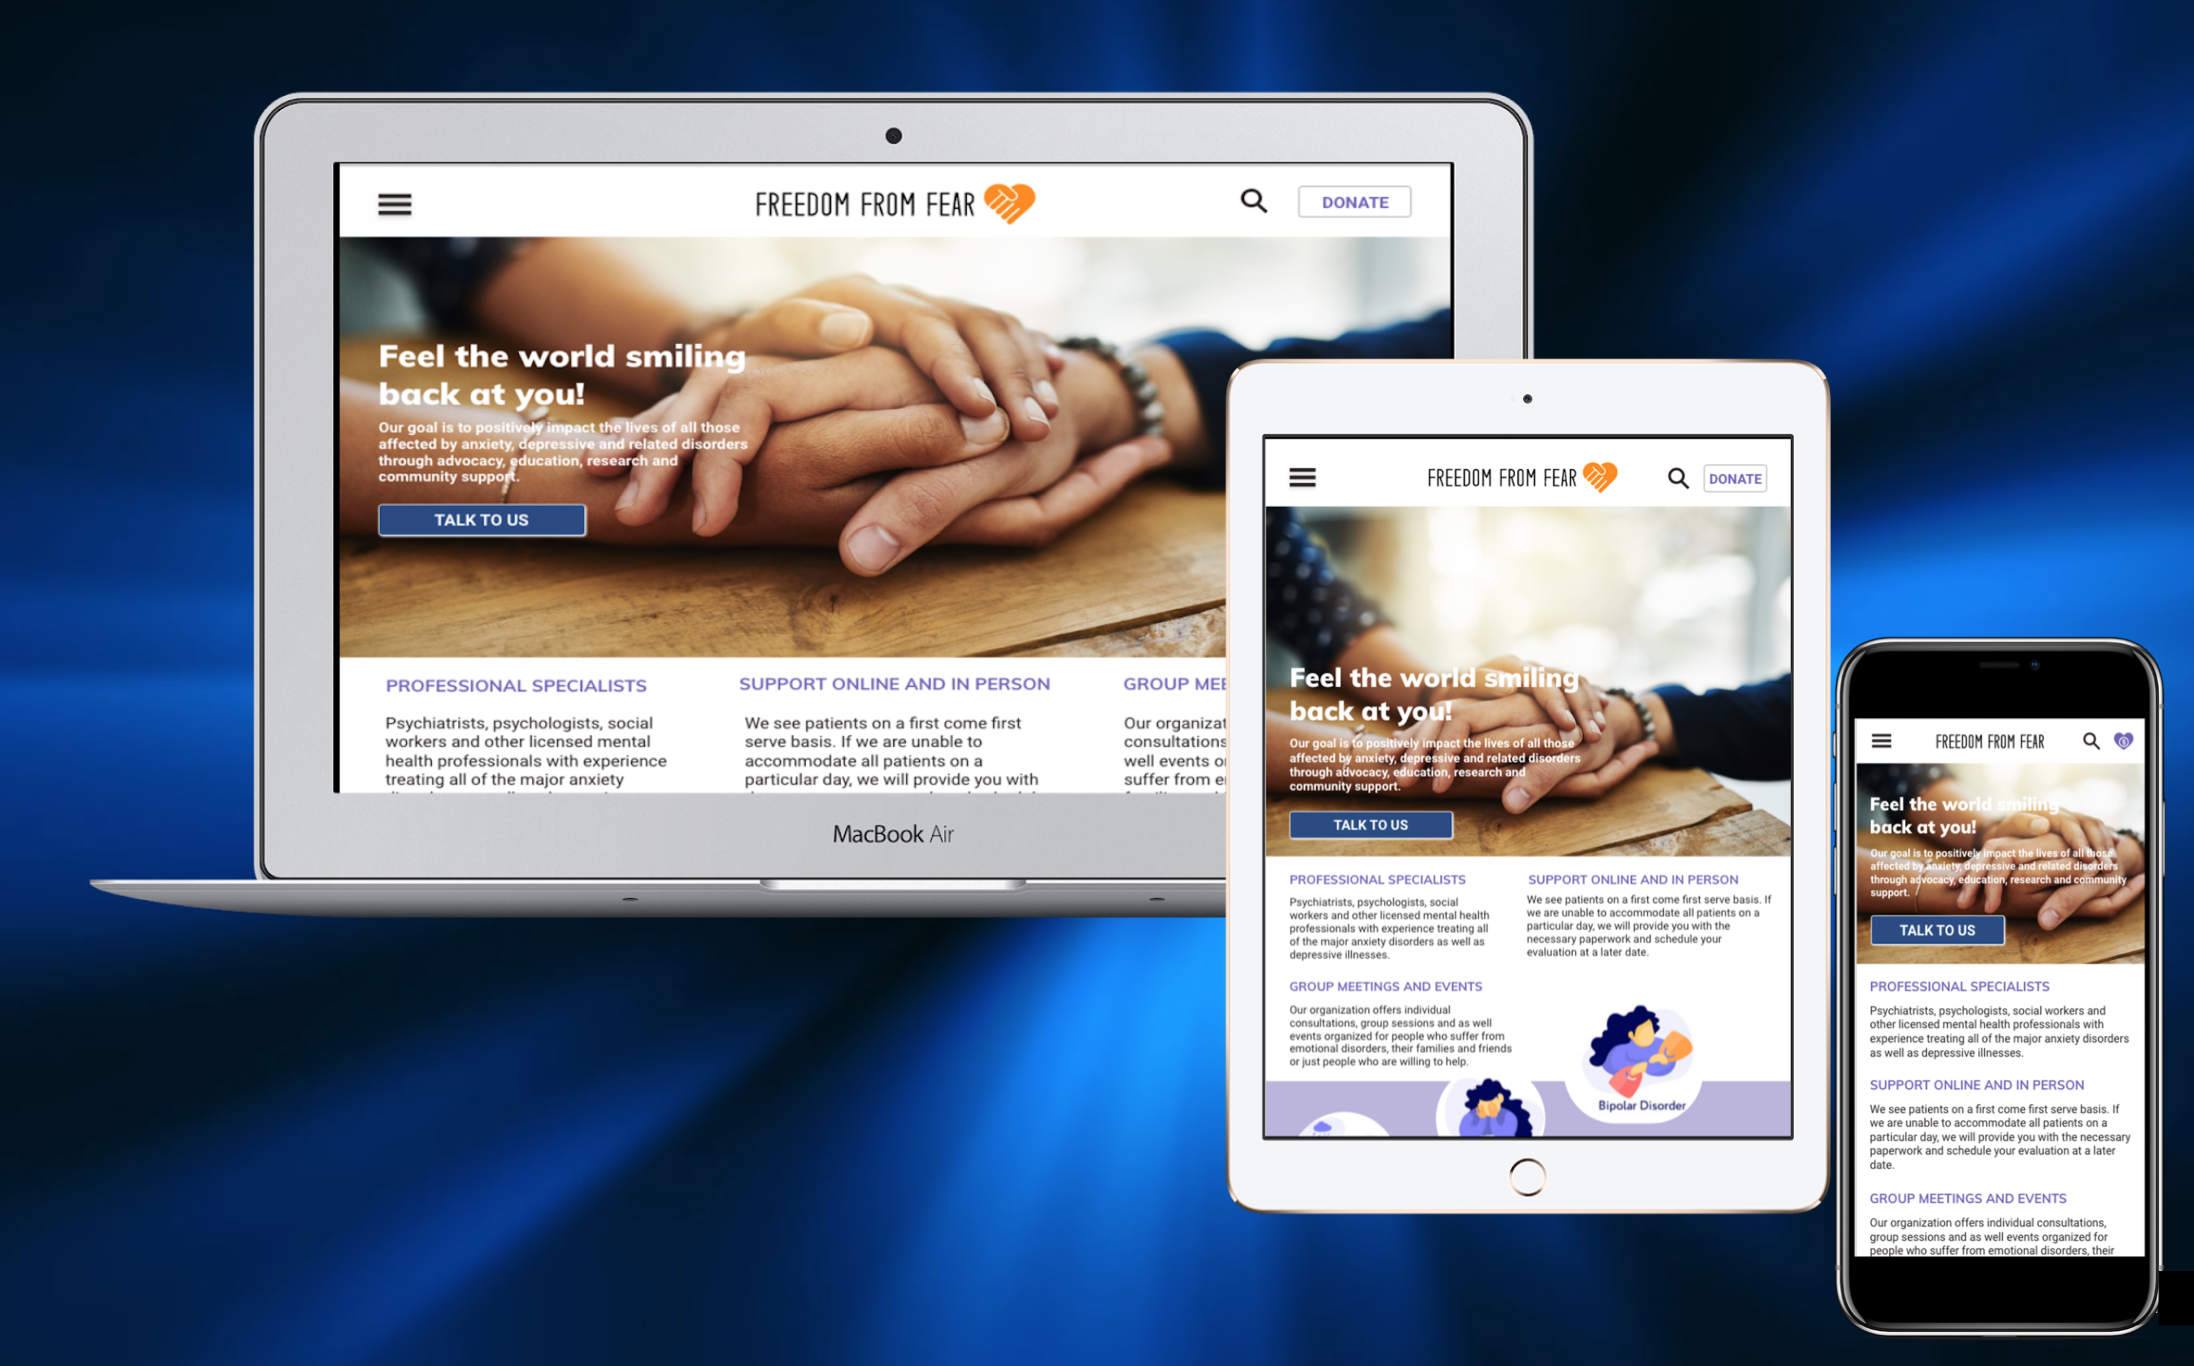 FREEDOM FROM FEAR
DONATE
Feel the world smiling
back at you!
Our goal is to positively impact the lives of all those
affected by anxiety, depressive and related disorders
through advocacy, education, research and
community support.
TALK TO US
PROFESSIONAL SPECIALISTS
Psychiatrists, psychologists, social
workers and other licensed mental
health professionals with experience
treating all of the major anxiety
SUPPORT ONLINE AND IN PERSON
We see patients on a first come first
serve basis. If we are unable to
accommodate all patients on a
particular day, we will provide you with
GROUP MEE
Our organizat
consultations
well events o
suffer from e
MacBook Air
FREEDOM FROM FEAR
DONATE
Feel the world smiling
back at you!
Our goal is to positively impact the lives of all those
affected by anxiety, depressive and related disorders
through advocacy, education, research and
community support.
TALK TO US
PROFESSIONAL SPECIALISTS
Psychiatrists, psychologists, social
workers and other licensed mental health
professionals with experience treating all
of the major anxiety disorders as well as
depressive illnesses.
SUPPORT ONLINE AND IN PERSON
We see patients on a first come first serve basis. If
we are unable to accommodate all patients on a
particular day, we will provide you with the
necessary paperwork and schedule your
evaluation at a later date.
GROUP MEETINGS AND EVENTS
Our organization offers individual
consultations, group sessions and as well
events organized for people who suffer from
emotional disorders, their families and friends
or just people who are willing to help.
Bipolar Disorder
FREEDOM FROM FEAR
Feel the world smiling
back at you!
Our goal is to positively impact the lives of all those
affected by anxiety, depressive and related disorders
through advocacy, education, research and community
support.
TALK TO US
PROFESSIONAL SPECIALISTS
Psychiatrists, psychologists, social workers and
other licensed mental health professionals with
experience treating all of the major anxiety disorders
as well as depressive illnesses.
SUPPORT ONLINE AND IN PERSON
We see patients on a first come first serve basis. If
we are unable to accommodate all patients on a
particular day, we will provide you with the necessary
paperwork and schedule your evaluation at a later
date.
GROUP MEETINGS AND EVENTS
Our organization offers individual consultations,
group sessions and as well events organized for
people who suffer from emotional disorders, their